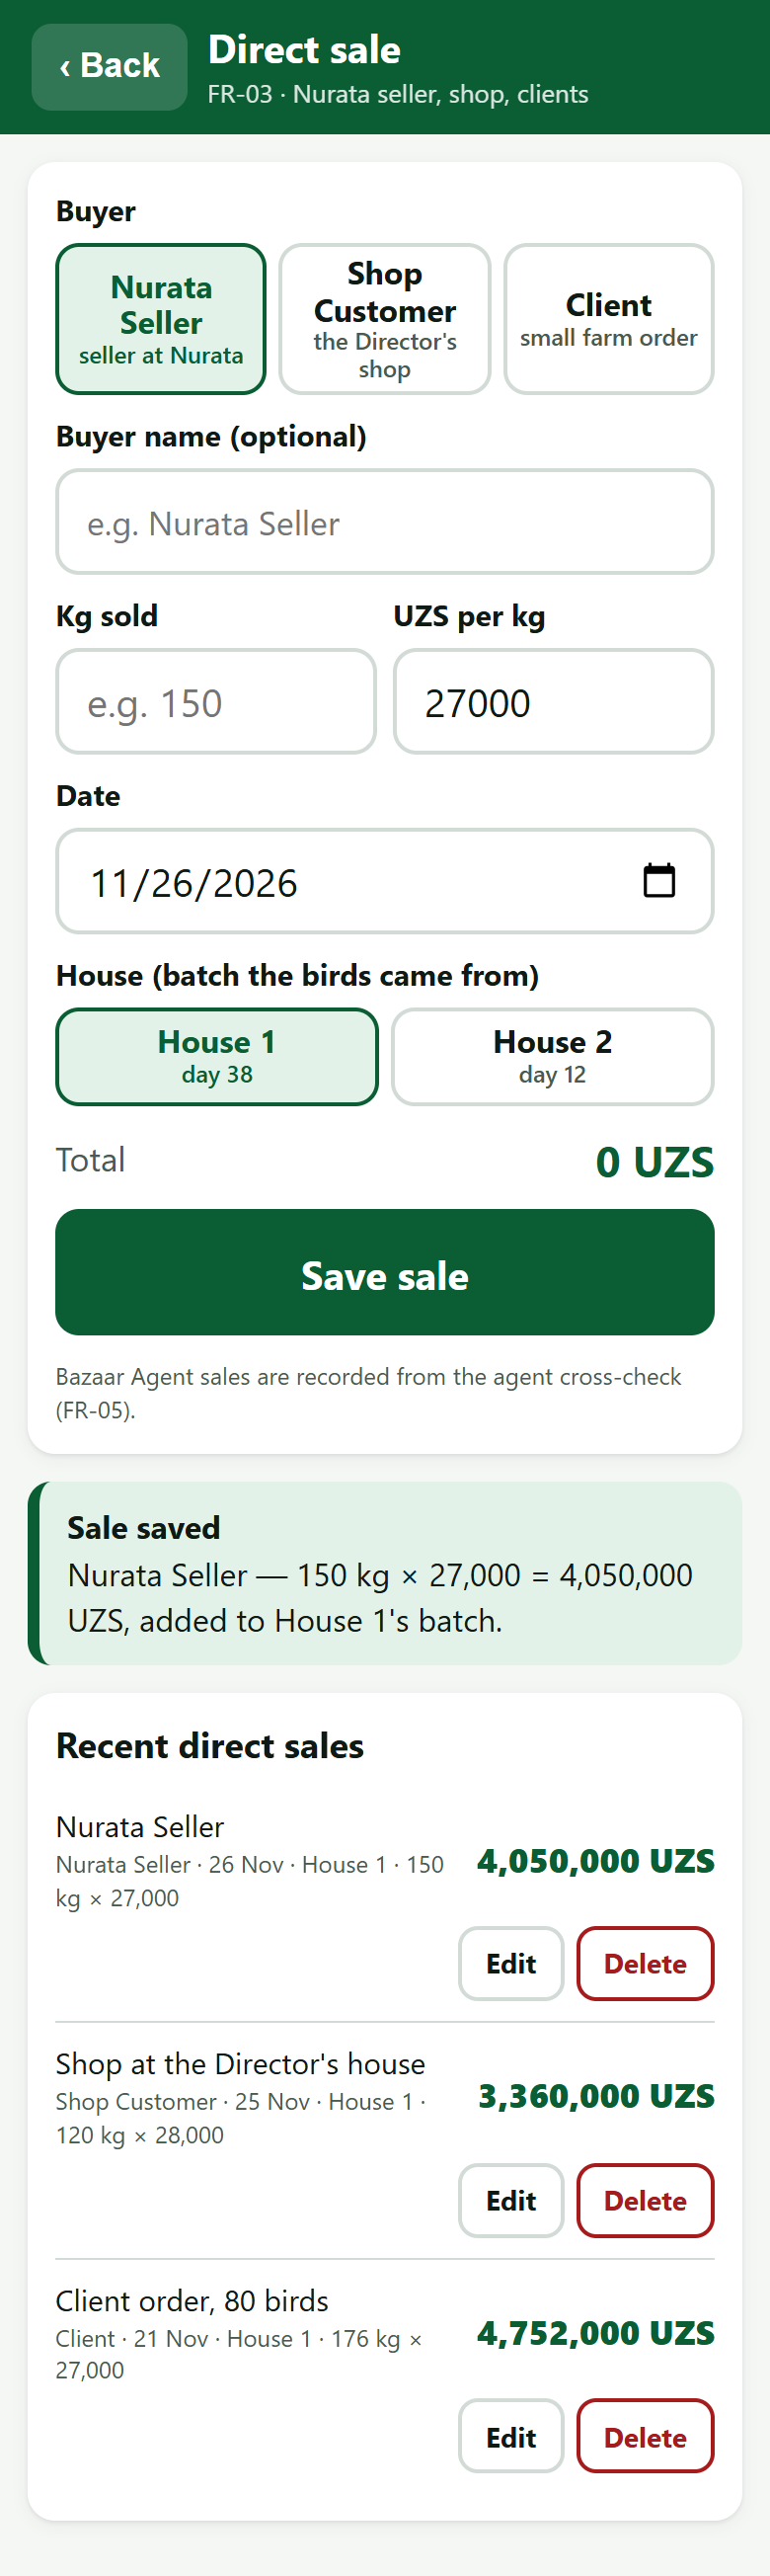 ‹ Back
Direct sale
FR-03 · Nurata seller, shop, clients
Buyer
Nurata
Seller
seller at Nurata
Shop
Customer
the Director's
shop
Client
small farm order
Buyer name (optional)
e.g. Nurata Seller
Kg sold
UZS per kg
e.g. 150
27000
Date
11/26/2026
House (batch the birds came from)
House 1
day 38
House 2
day 12
Total
0 UZS
Save sale
Bazaar Agent sales are recorded from the agent cross-check
(FR-05).
Sale saved
Nurata Seller — 150 kg × 27,000 = 4,050,000
UZS, added to House 1's batch.
Recent direct sales
Nurata Seller
Nurata Seller · 26 Nov · House 1 · 150
kg × 27,000
4,050,000 UZS
Edit
Delete
Shop at the Director's house
Shop Customer · 25 Nov · House 1 ·
120 kg × 28,000
3,360,000 UZS
Edit
Delete
Client order, 80 birds
Client · 21 Nov · House 1 · 176 kg ×
27,000
4,752,000 UZS
Edit
Delete